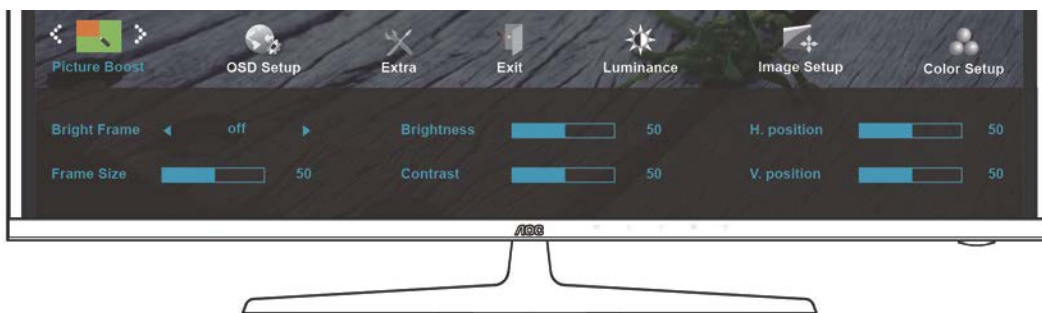 Picture Boost OSD Setup Extra Exit Luminance Image Setup Color Setup
Bright Frame off Brightness 50 H. position 50
Frame Size 50 Contrast 50 V. position 50
AOC